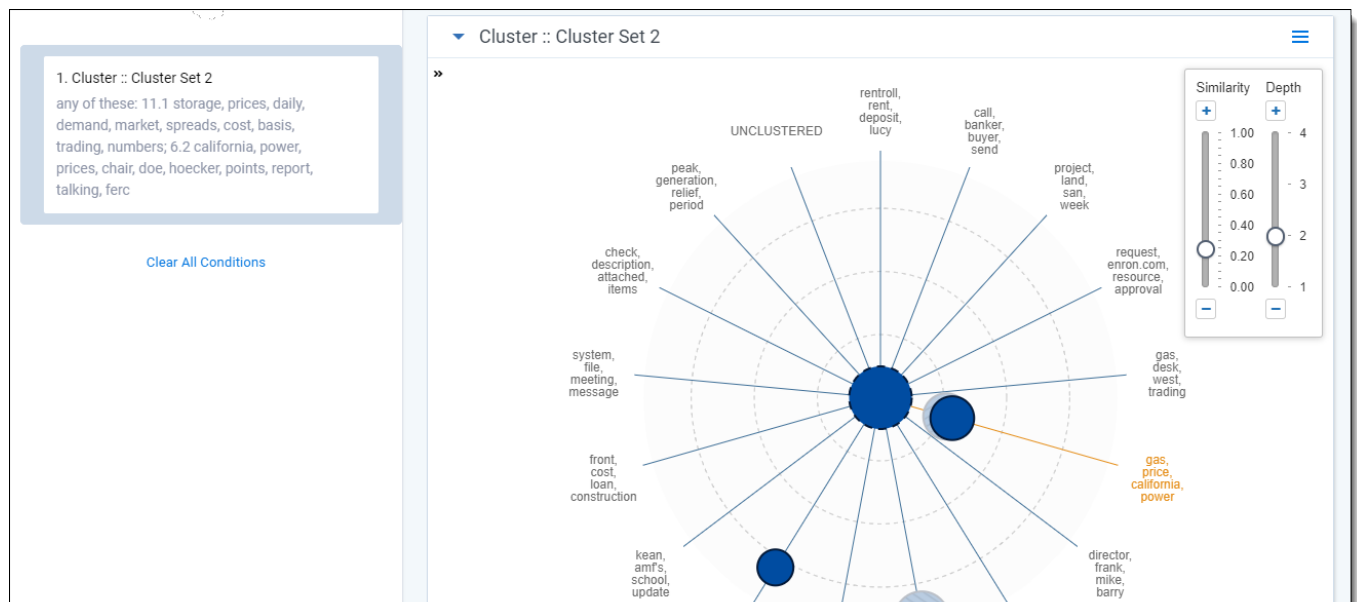 1. Cluster :: Cluster Set 2
any of these: 11.1 storage, prices, daily,
demand, market, spreads, cost, basis,
trading, numbers; 6.2 california, power,
prices, chair, doe, hoecker, points, report,
talking, ferc
Clear All Conditions
Cluster :: Cluster Set 2
»
rentroll,
rent,
deposit,
lucy
call,
banker,
buyer,
send
project,
land,
san,
week
request,
enron.com,
resource,
approval
gas,
desk,
west,
trading
gas,
price,
california,
power
director,
frank,
mike,
barry
UNCLUSTERED
peak,
generation,
relief,
period
check,
description,
attached,
items
system,
file,
meeting,
message
front,
cost,
loan,
construction
kean,
amf's,
school,
update
Similarity
+
1.00
0.80
0.60
0.40
0.20
0.00
−
Depth
+
4
3
2
1
−